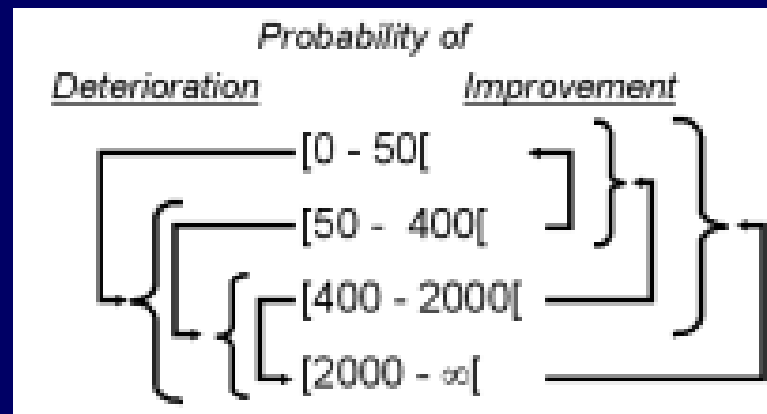 Probability of
Deterioration Improvement
[0 - 50[
[50 - 400[
[400 - 2000[
[2000 - ∞[